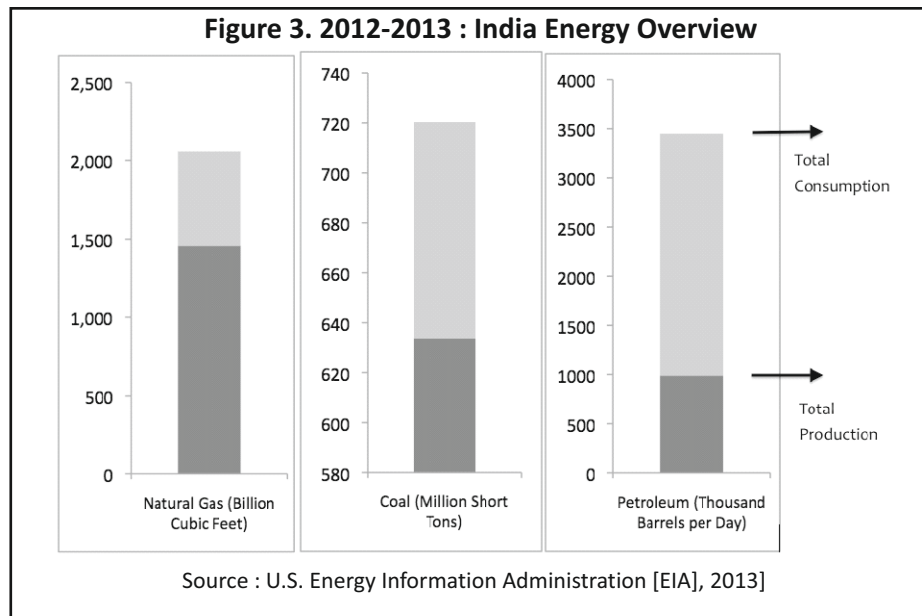 Figure 3. 2012-2013 : India Energy Overview
2,500
2,000
1,500
1,000
500
0
Natural Gas (Billion
Cubic Feet)
740
720
700
680
660
640
620
600
580
Coal (Million Short
Tons)
4000
3500
3000
2500
2000
1500
1000
500
0
Petroleum (Thousand
Barrels per Day)
Total
Consumption
Total
Production
Source : U.S. Energy Information Administration [EIA], 2013]